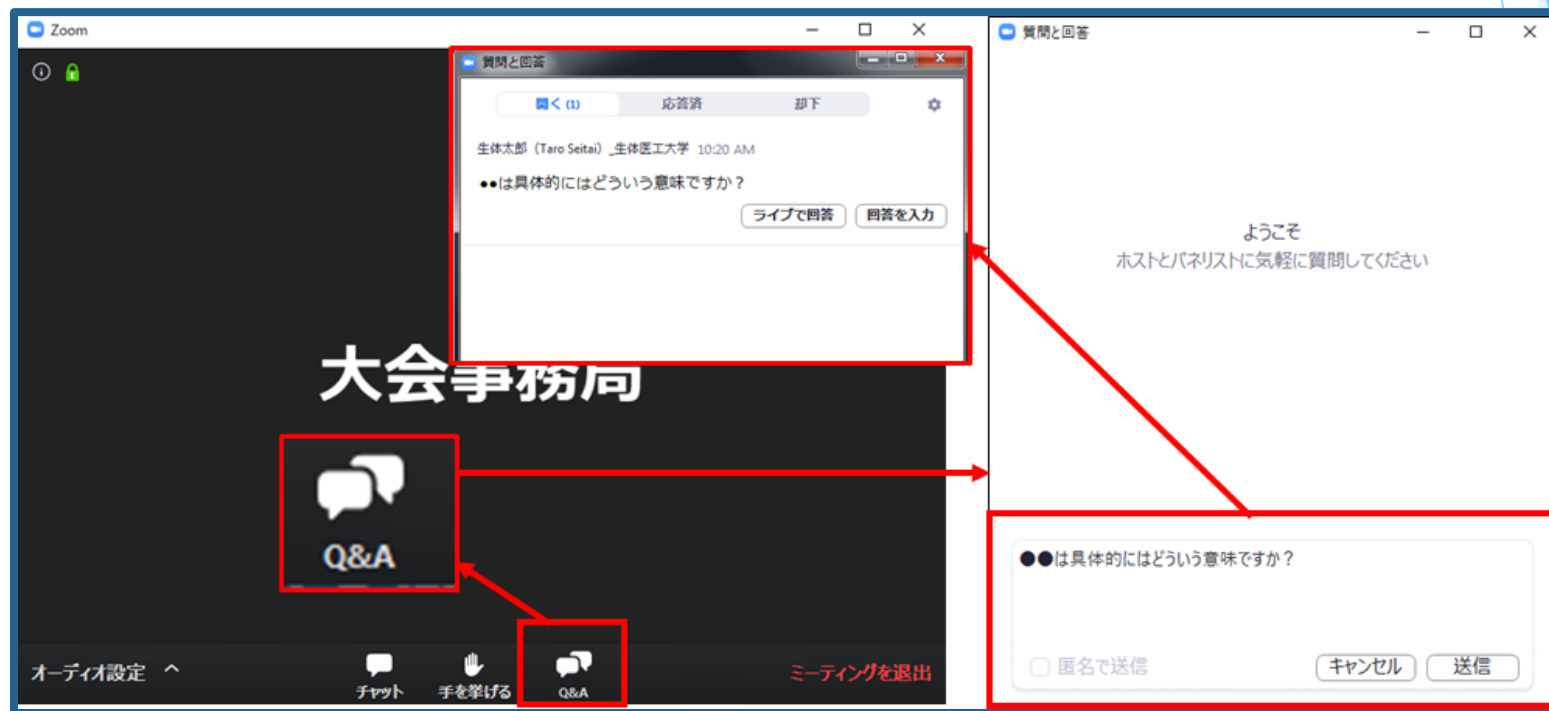 Zoom
質問と回答
開く (1)
応答済
却下
生体太郎（Taro Seitai）_生体医工大学 10:20 AM
●●は具体的にはどういう意味ですか？
ライブで回答
回答を入力
大会事務局
Q&A
オーディオ設定
チャット
手を挙げる
Q&A
ミーティングを退出
質問と回答
ようこそ
ホストとパネリストに気軽に質問してください
●●は具体的にはどういう意味ですか？
匿名で送信
キャンセル
送信